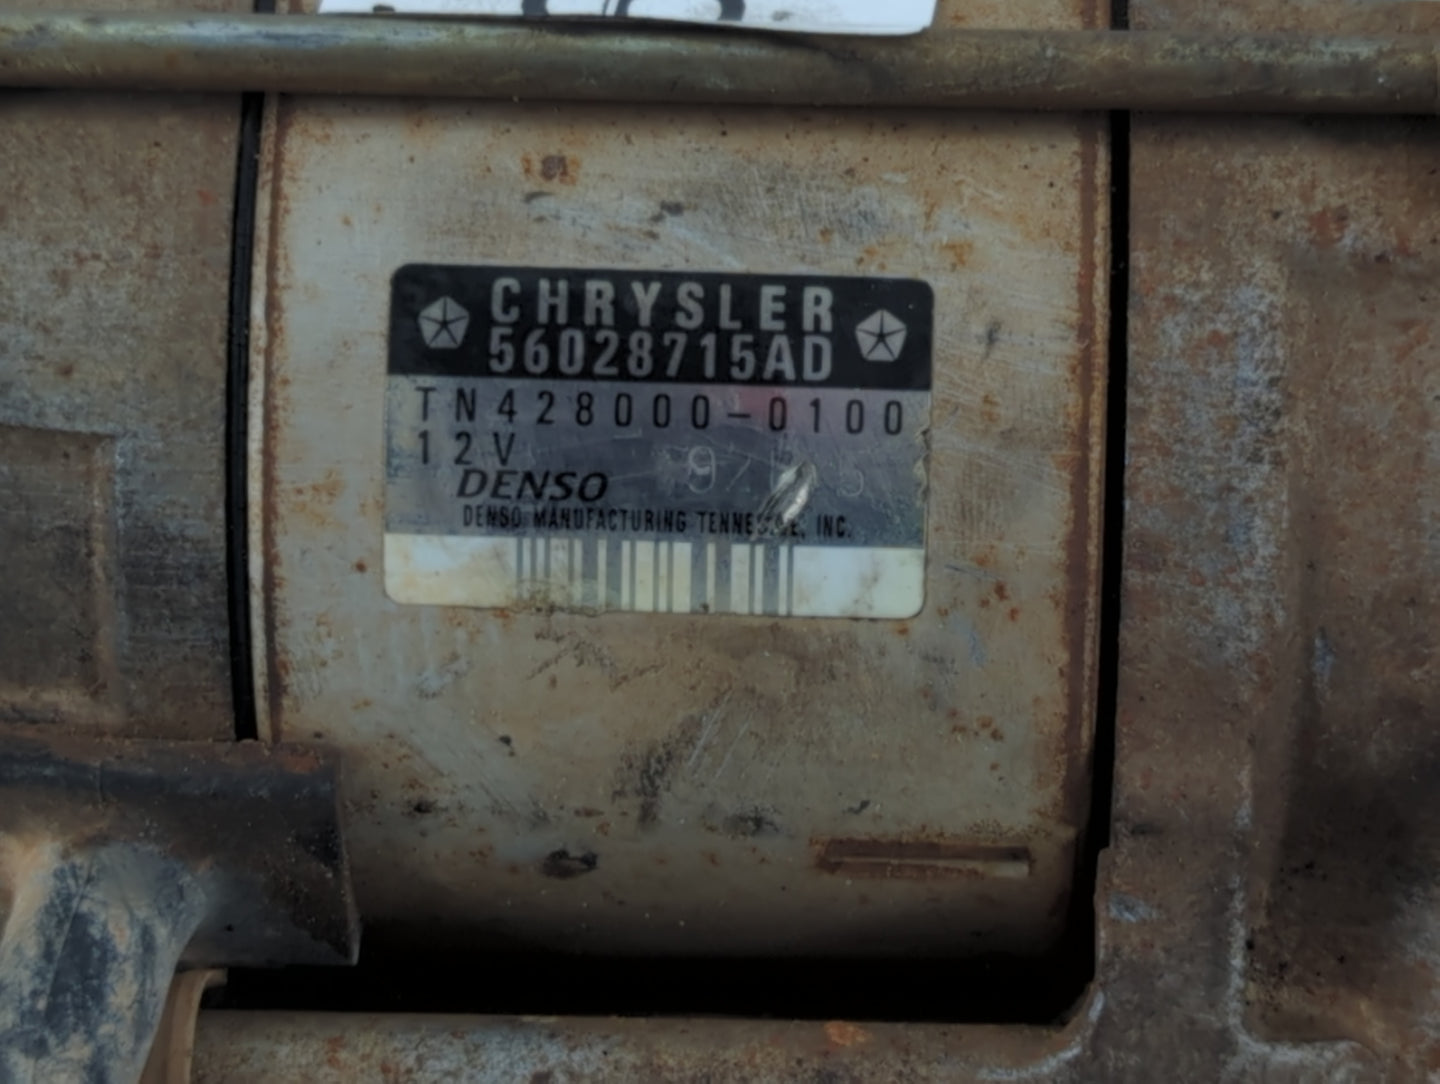 CHRYSLER
56028715AD
TN428000-0100
12V
DENSO
DENSO MANUFACTURING TENNESSEE, INC.